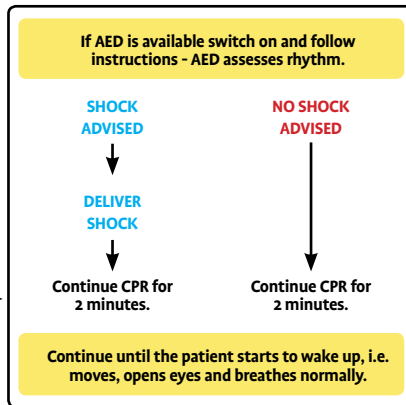 If AED is available switch on and follow
instructions - AED assesses rhythm.
SHOCK
ADVISED
DELIVER
SHOCK
Continue CPR for
2 minutes.
NO SHOCK
ADVISED
Continue CPR for
2 minutes.
Continue until the patient starts to wake up, i.e.
moves, opens eyes and breathes normally.